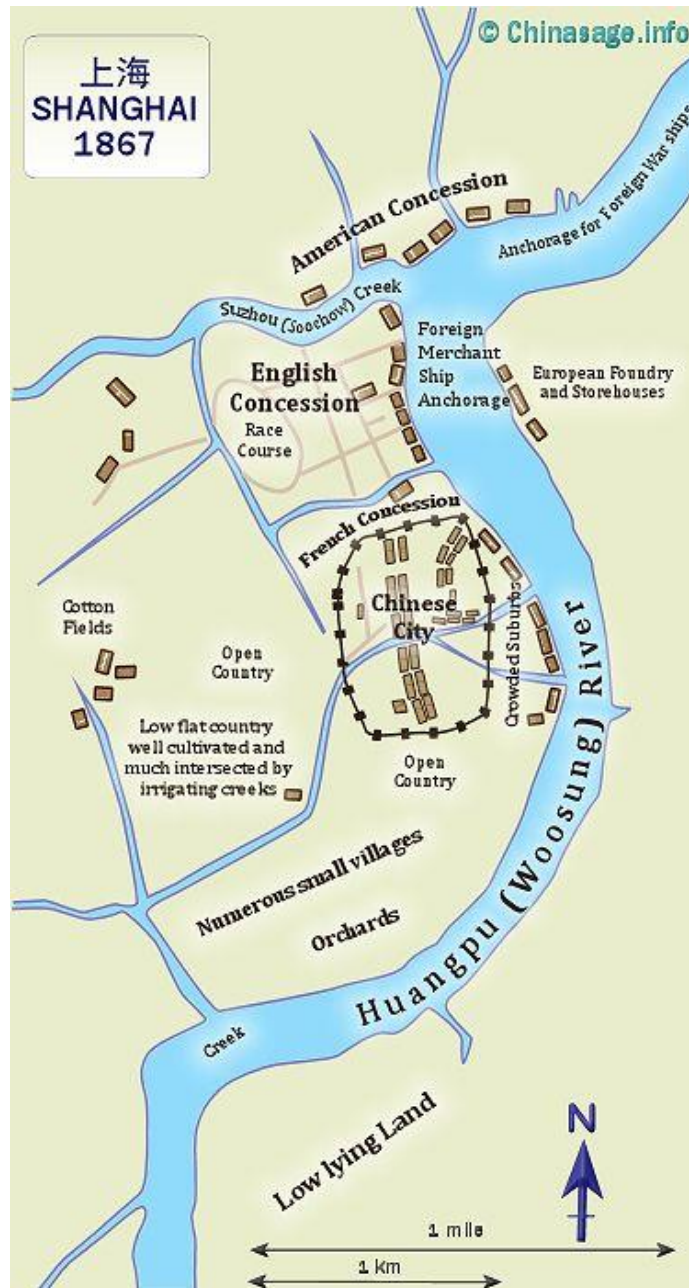 © Chinasage.info
上海
SHANGHAI
1867
American Concession
Anchorage for Foreign War ships
Suzhou (Soochow) Creek
Foreign
Merchant
Ship
Anchorage
European Foundry
and Storehouses
English
Concession
Race
Course
French Concession
Chinese
City
Crowded Suburbs
Cotton
Fields
Open
Country
Low flat country
well cultivated and
much intersected by
irrigating creeks
Open
Country
Numerous small villages
Orchards
Huangpu (Woosung) River
Creek
Low lying Land
N
1 mile
1 km